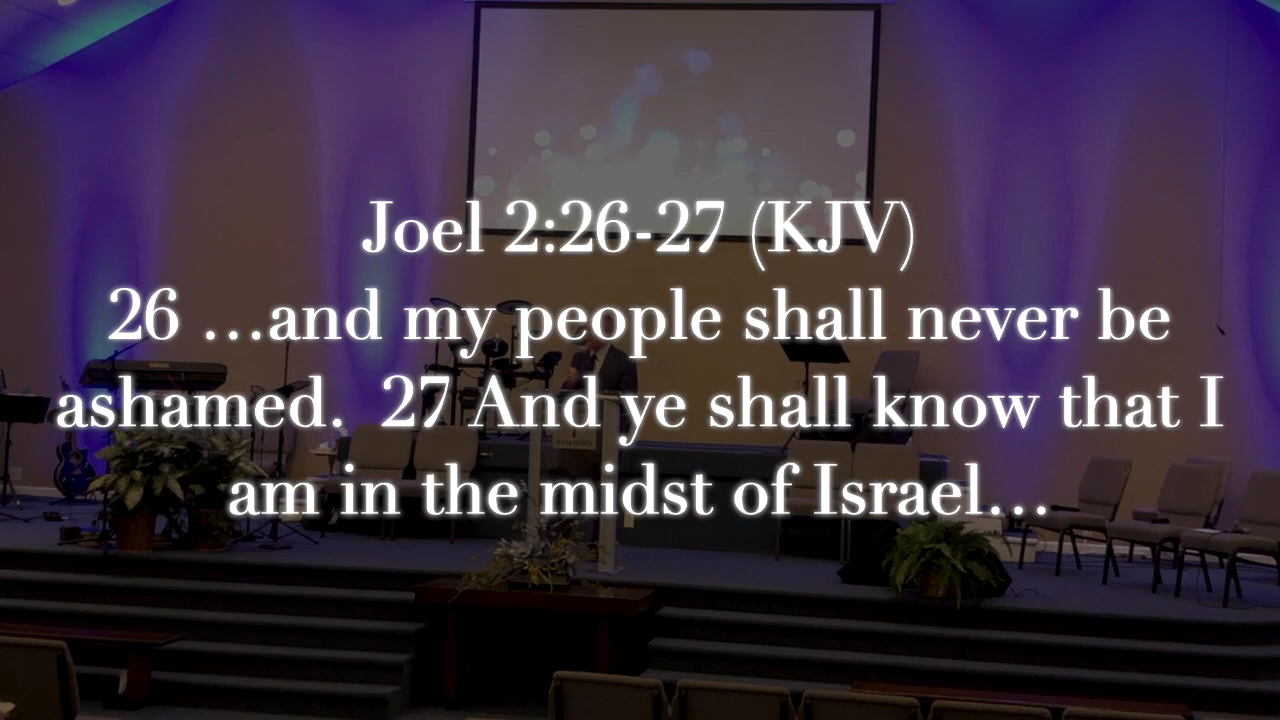 Joel 2:26-27 (KJV)
26 …and my people shall never be
ashamed.  27 And ye shall know that I
am in the midst of Israel…
Assembly